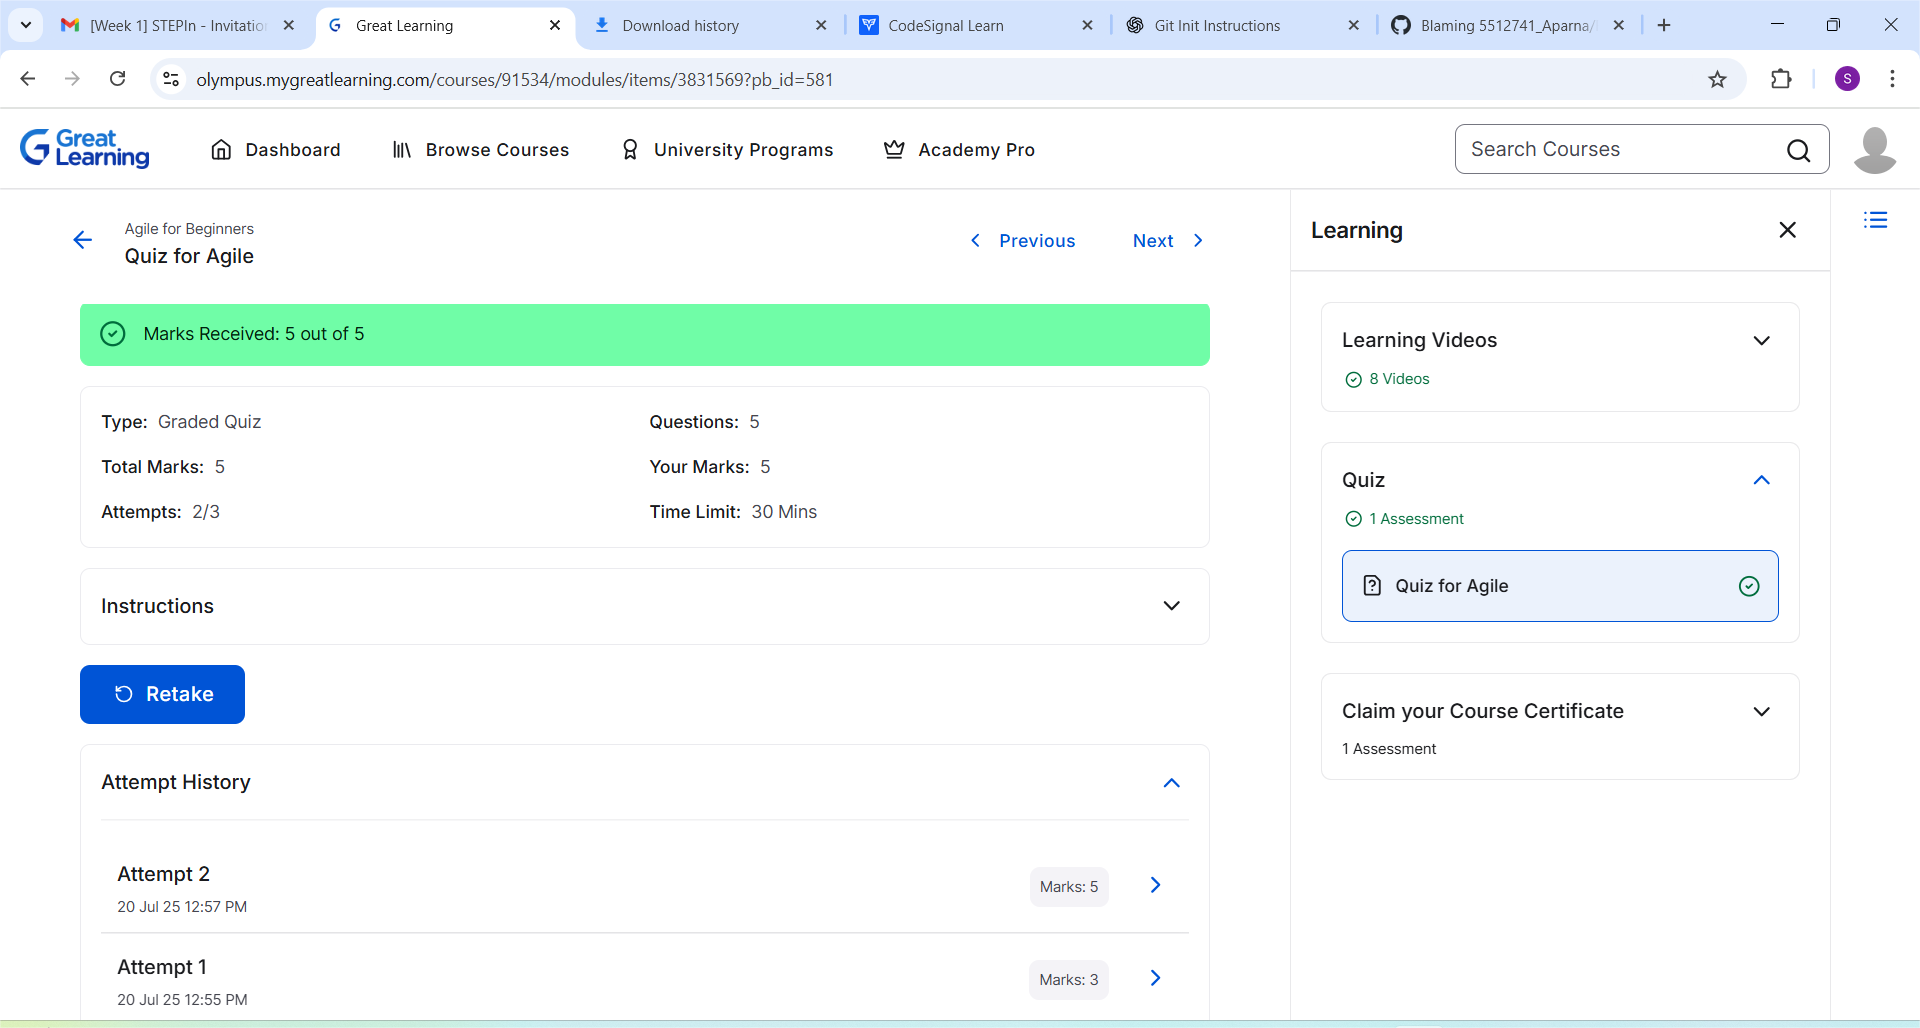 [Week 1] STEPIn - Invitatio
Great Learning
Download history
CodeSignal Learn
Git Init Instructions
Blaming 5512741_Aparna/
olympus.mygreatlearning.com/courses/91534/modules/items/3831569?pb_id=581
S
Great Learning
Dashboard
Browse Courses
University Programs
Academy Pro
Search Courses
Agile for Beginners
Quiz for Agile
Previous
Next
Marks Received: 5 out of 5
Type: Graded Quiz
Questions: 5
Total Marks: 5
Your Marks: 5
Attempts: 2/3
Time Limit: 30 Mins
Instructions
Retake
Attempt History
Attempt 2
20 Jul 25 12:57 PM
Marks: 5
Attempt 1
20 Jul 25 12:55 PM
Marks: 3
Learning
Learning Videos
8 Videos
Quiz
1 Assessment
Quiz for Agile
Claim your Course Certificate
1 Assessment